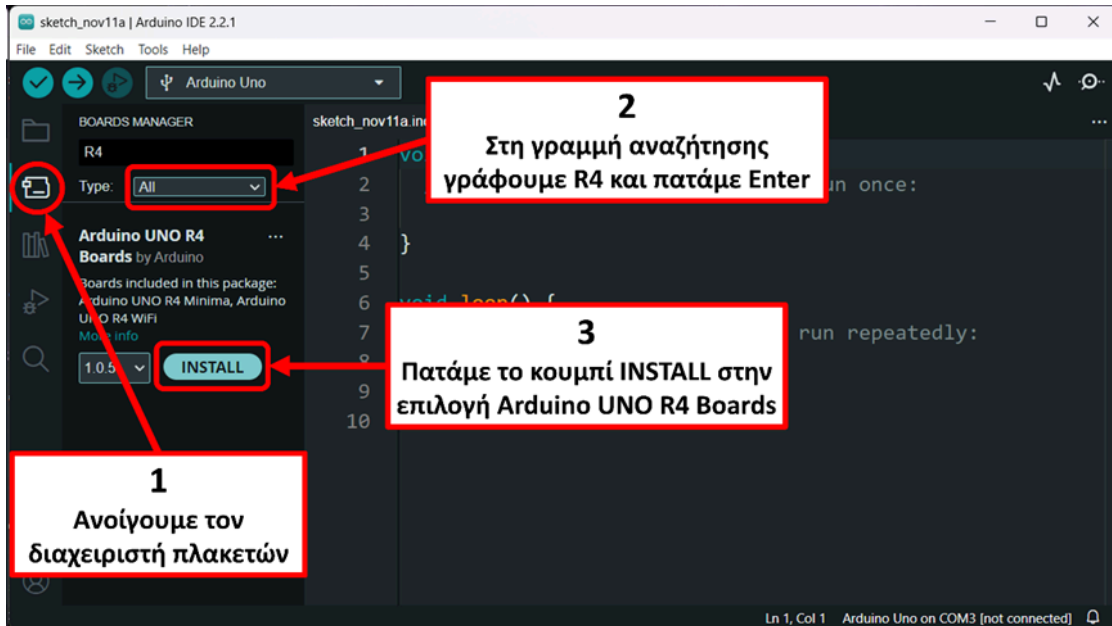 sketch_nov11a | Arduino IDE 2.2.1
File Edit Sketch Tools Help
Arduino Uno
BOARDS MANAGER
R4
Type: All
Arduino UNO R4
Boards by Arduino
Boards included in this package:
Arduino UNO R4 Minima, Arduino
UNO R4 WiFi
More info
1.0.5
INSTALL
sketch_nov11a.in
1
2
once:
3
4 }
5
6 void loop() {
7 run repeatedly:
8
9
10
2
Στη γραμμή αναζήτησης
γράφουμε R4 και πατάμε Enter
3
Πατάμε το κουμπί INSTALL στην
επιλογή Arduino UNO R4 Boards
1
Ανοίγουμε τον
διαχειριστή πλακετών
Ln 1, Col 1 Arduino Uno on COM3 [not connected]